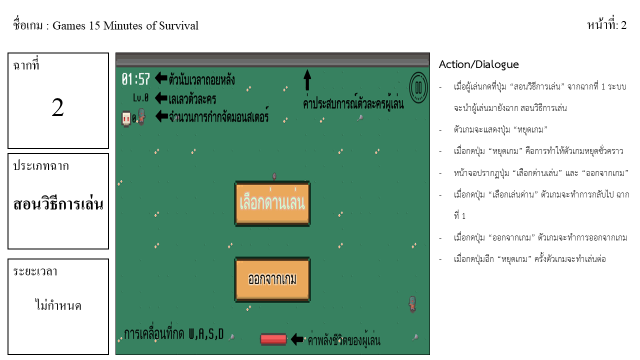 ชื่อเกม : Games 15 Minutes of Survival
หน้าที่: 2
ฉากที่
2
ประเภทฉาก
สอนวิธีการเล่น
ระยะเวลา
ไม่กำหนด
01:57 ตัวนับเวลาถอยหลัง
Lv.0 เลเวลตัวละคร
0 จำนวนการกำจัดมอนสเตอร์
ค่าประสบการณ์ตัวละครผู้เล่น
เลือกด่านเล่น
ออกจากเกม
การเคลื่อนที่กด W,A,S,D
ค่าพลังชีวิตของผู้เล่น
Action/Dialogue
- เมื่อผู้เล่นกดที่ปุ่ม “สอนวิธีการเล่น” จากฉากที่ 1 ระบบ
จะนำผู้เล่นมายังฉาก สอนวิธีการเล่น
- ตัวเกมจะแสดงปุ่ม “หยุดเกม”
- เมื่อกดปุ่ม “หยุดเกม” คือการทำให้ตัวเกมหยุดชั่วคราว
- หน้าจอปรากฏปุ่ม “เลือกด่านเล่น” และ “ออกจากเกม”
- เมื่อกดปุ่ม “เลือกเล่นด่าน” ตัวเกมจะทำการกลับไป ฉาก
ที่ 1
- เมื่อกดปุ่ม “ออกจากเกม” ตัวเกมจะทำการออกจากเกม
- เมื่อกดปุ่มอีก “หยุดเกม” ครั้งตัวเกมจะทำเล่นต่อ